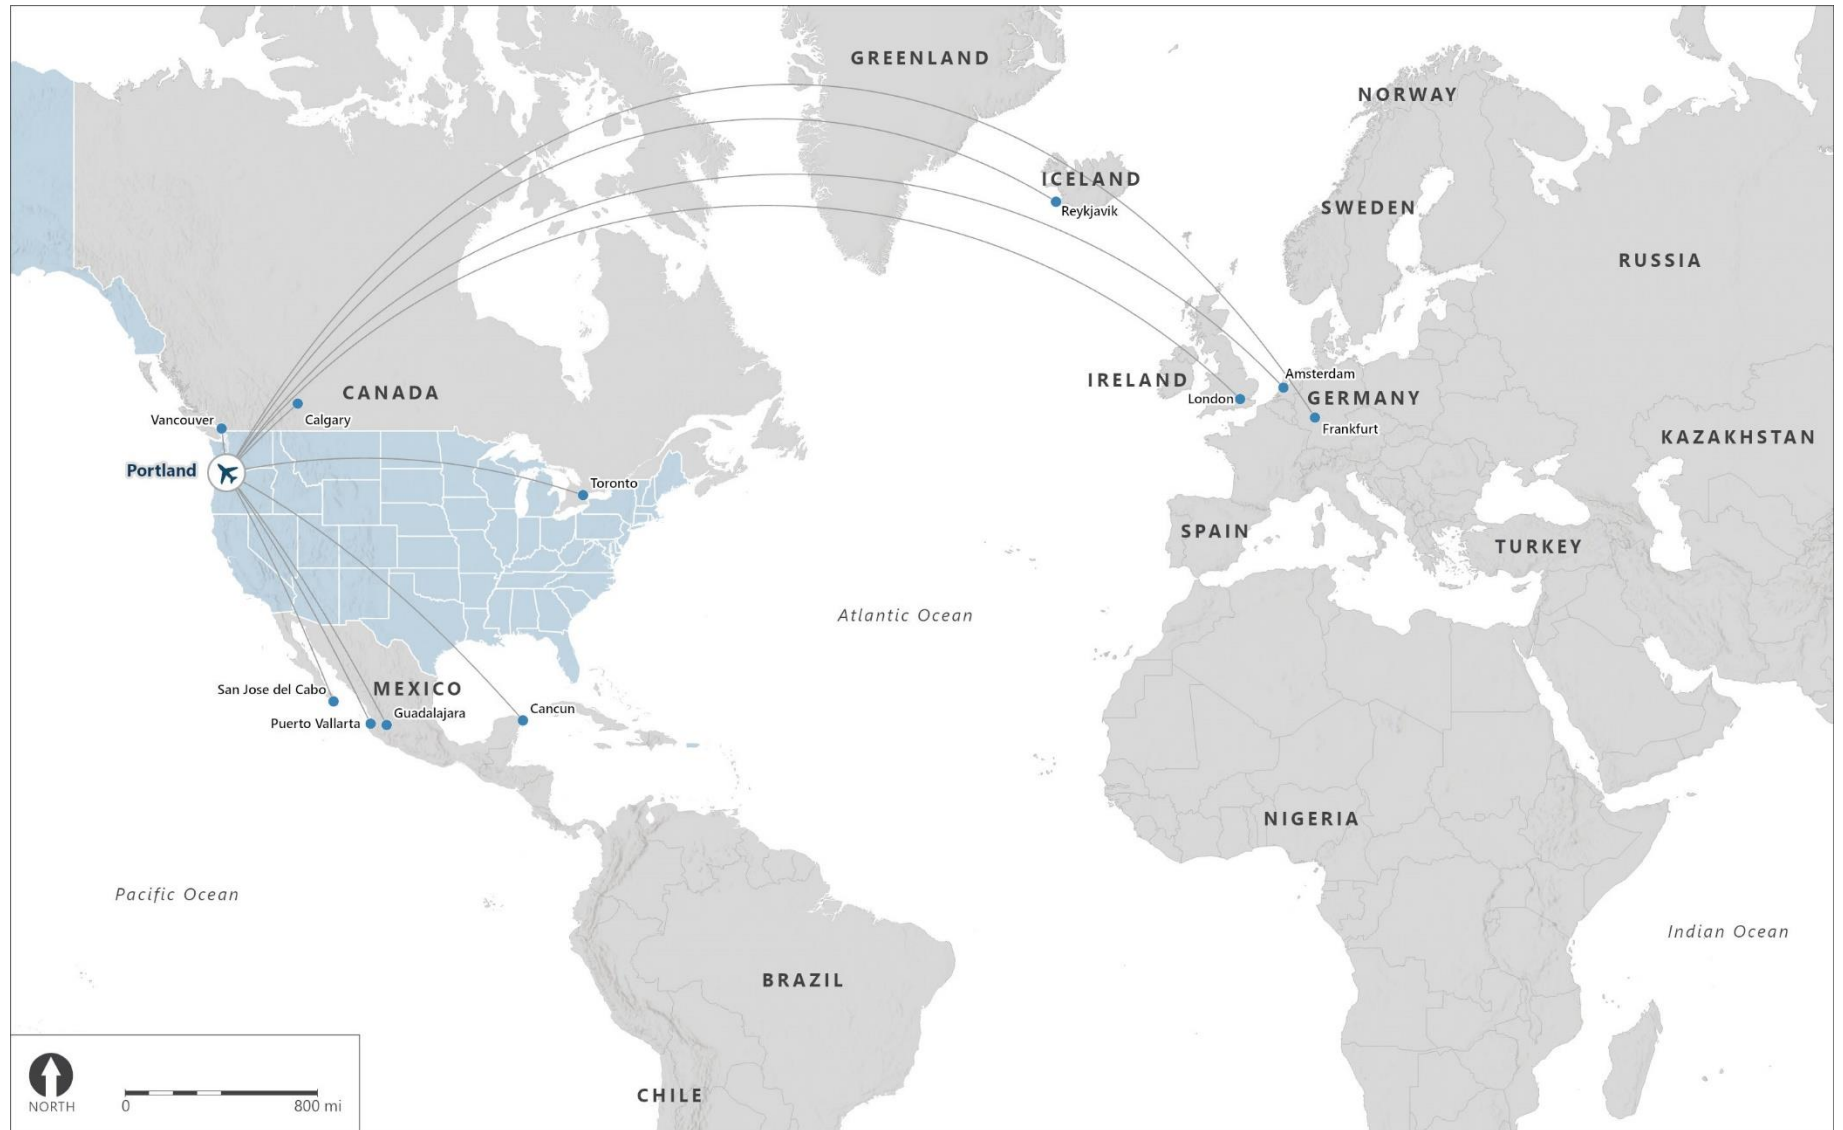 GREENLAND
NORWAY
ICELAND
Reykjavik
SWEDEN
RUSSIA
CANADA
IRELAND
Amsterdam
London
GERMANY
Frankfurt
Vancouver
Calgary
KAZAKHSTAN
Portland
Toronto
SPAIN
TURKEY
Atlantic Ocean
San Jose del Cabo
MEXICO
Puerto Vallarta
Guadalajara
Cancun
NIGERIA
Pacific Ocean
Indian Ocean
BRAZIL
CHILE
NORTH
0 800 mi